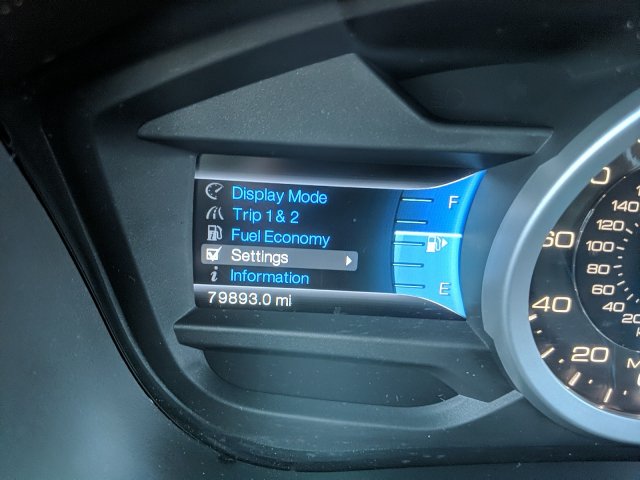 Display Mode
Trip 1 & 2
Fuel Economy
Settings
Information
79893.0 mi
F
E
60
40
20
140
120
100
80
60
40
20
M